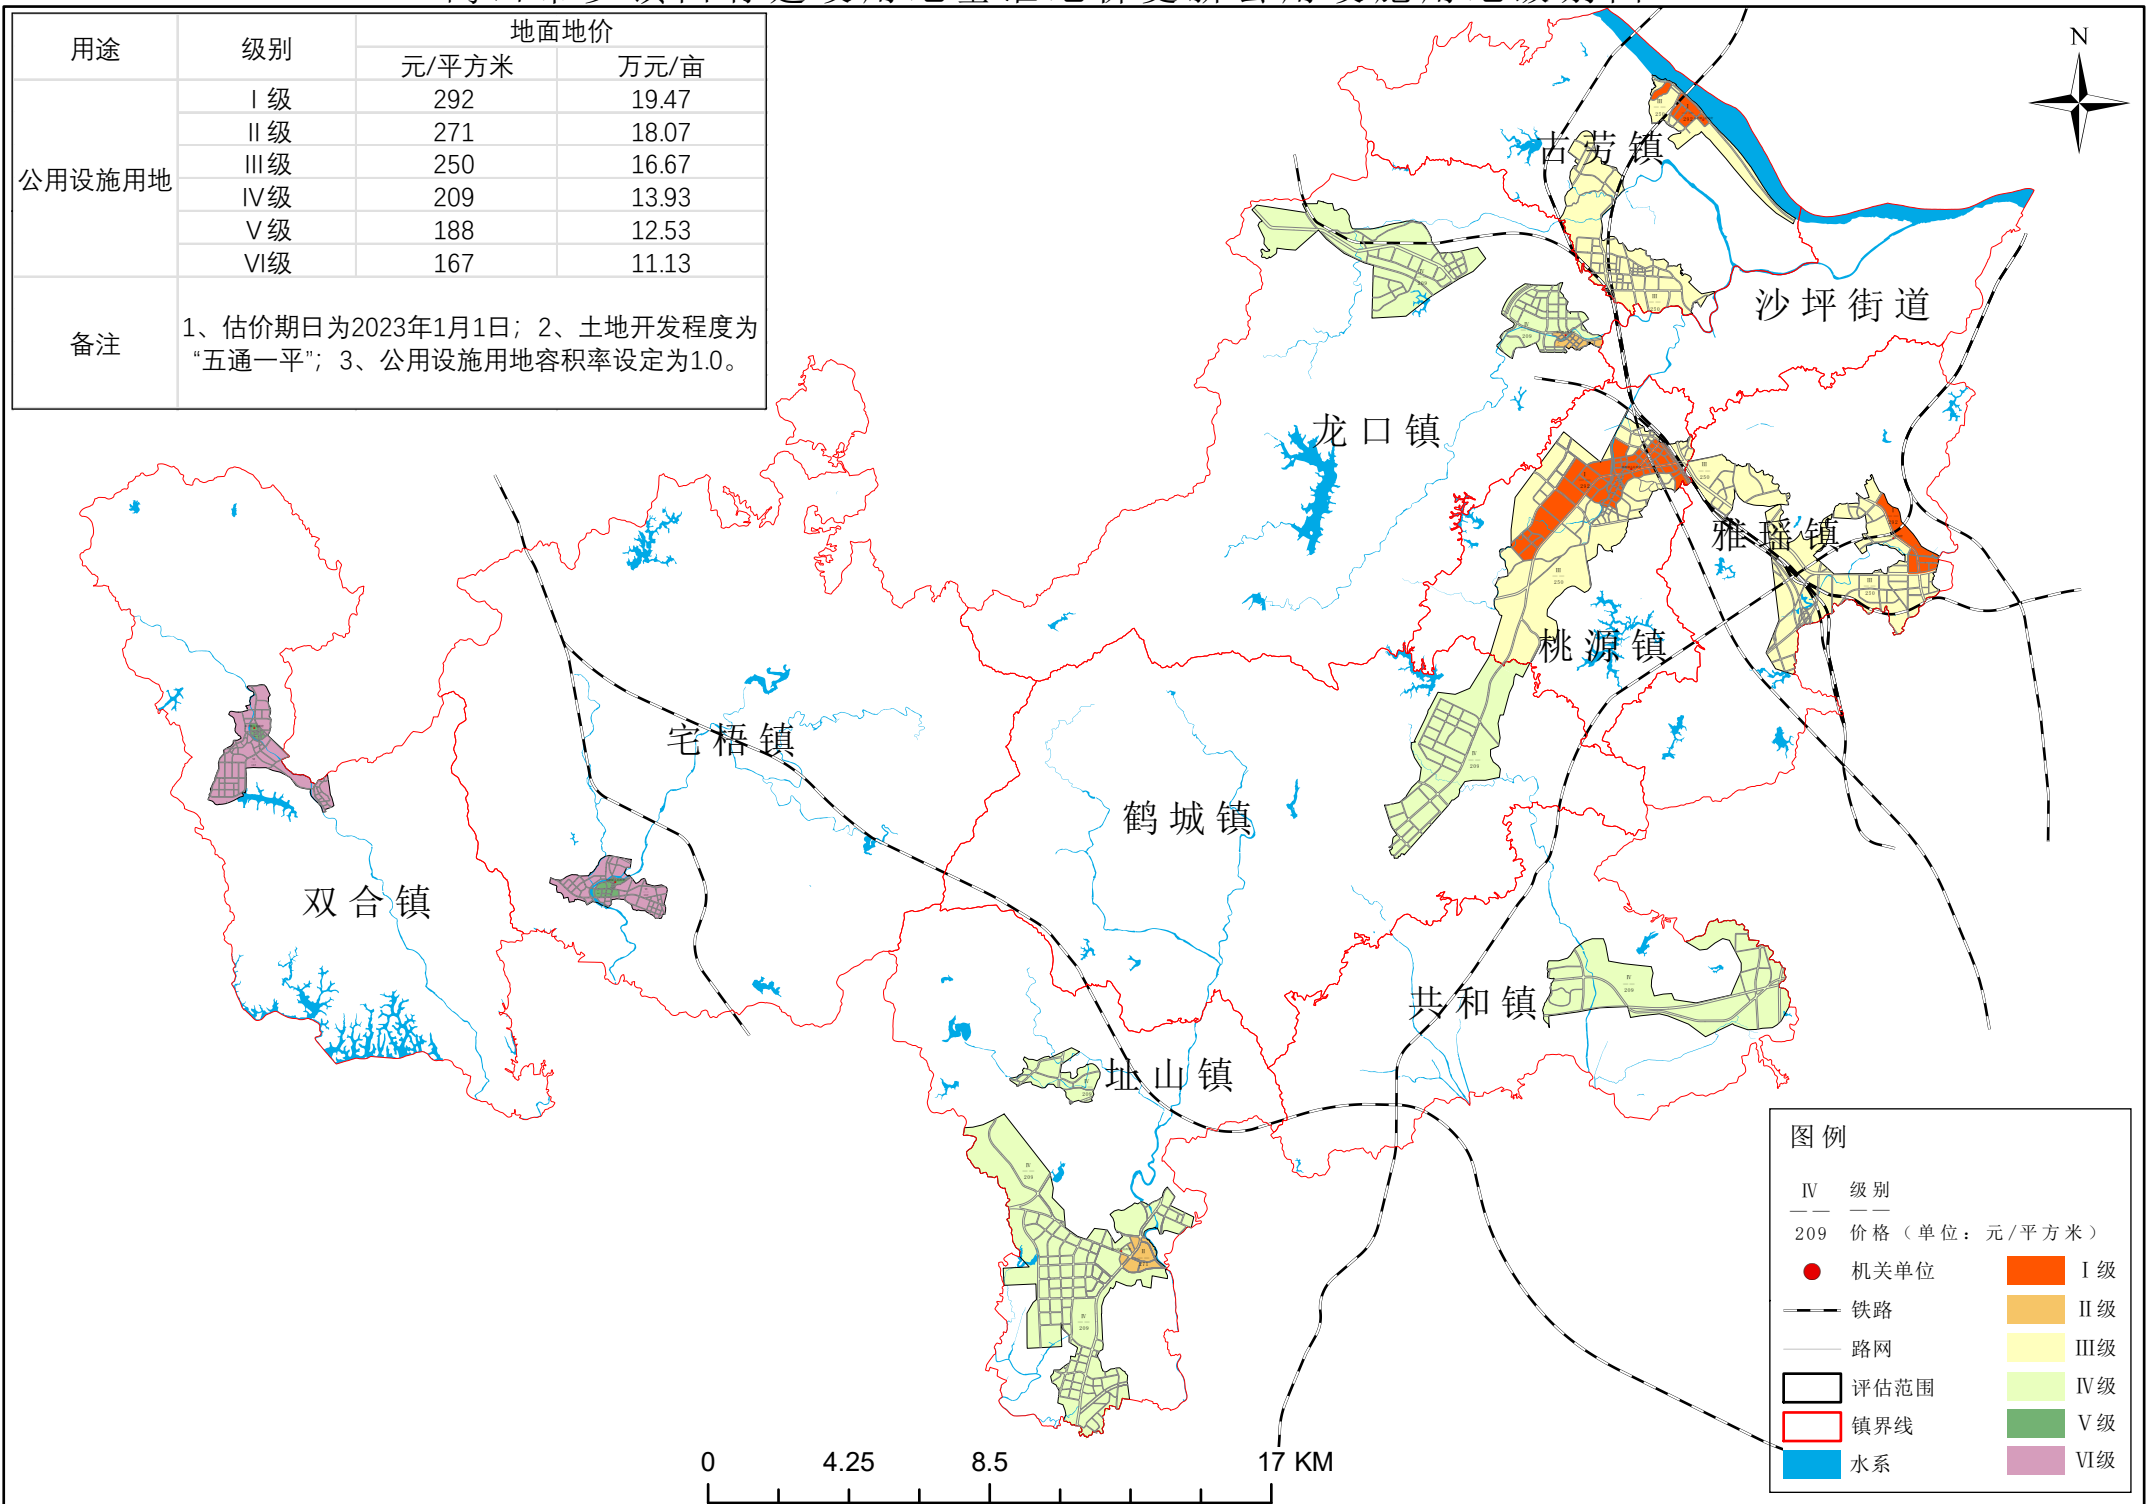 用途 级别 地面地价
元/平方米 万元/亩
公用设施用地
I 级 292 19.47
II 级 271 18.07
III级 250 16.67
IV级 209 13.93
V 级 188 12.53
VI级 167 11.13
备注
1、估价期日为2023年1月1日；2、土地开发程度为
“五通一平”；3、公用设施用地容积率设定为1.0。
N
古劳镇
沙坪街道
龙口镇
雅瑶镇
桃源镇
宅梧镇
鹤城镇
双合镇
共和镇
址山镇
0 4.25 8.5 17 KM
图例
IV 级别
209 价格（单位：元/平方米）
机关单位
铁路
路网
评估范围
镇界线
水系
I 级
II 级
III级
IV级
V 级
VI级